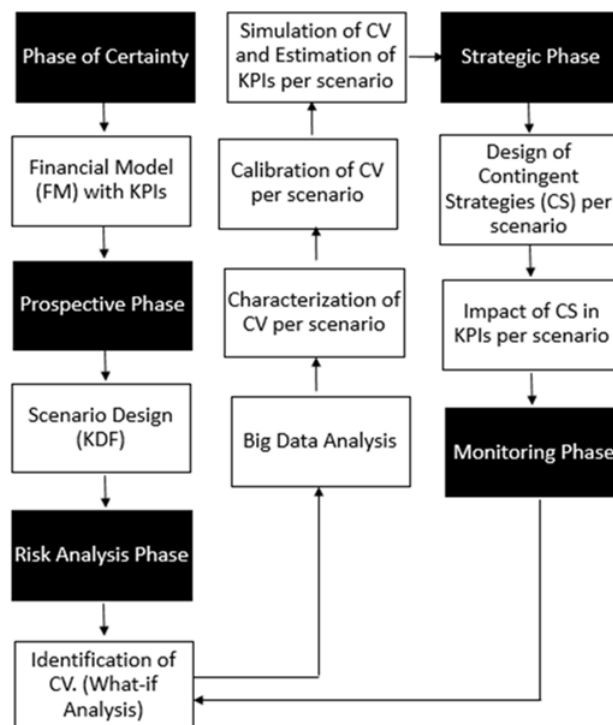 Phase of Certainty
Financial Model
(FM) with KPIs
Prospective Phase
Scenario Design
(KDF)
Risk Analysis Phase
Identification of
CV. (What-if
Analysis)
Big Data Analysis
Characterization of
CV per scenario
Calibration of CV
per scenario
Simulation of CV
and Estimation of
KPIs per scenario
Strategic Phase
Design of
Contingent
Strategies (CS) per
scenario
Impact of CS in
KPIs per scenario
Monitoring Phase